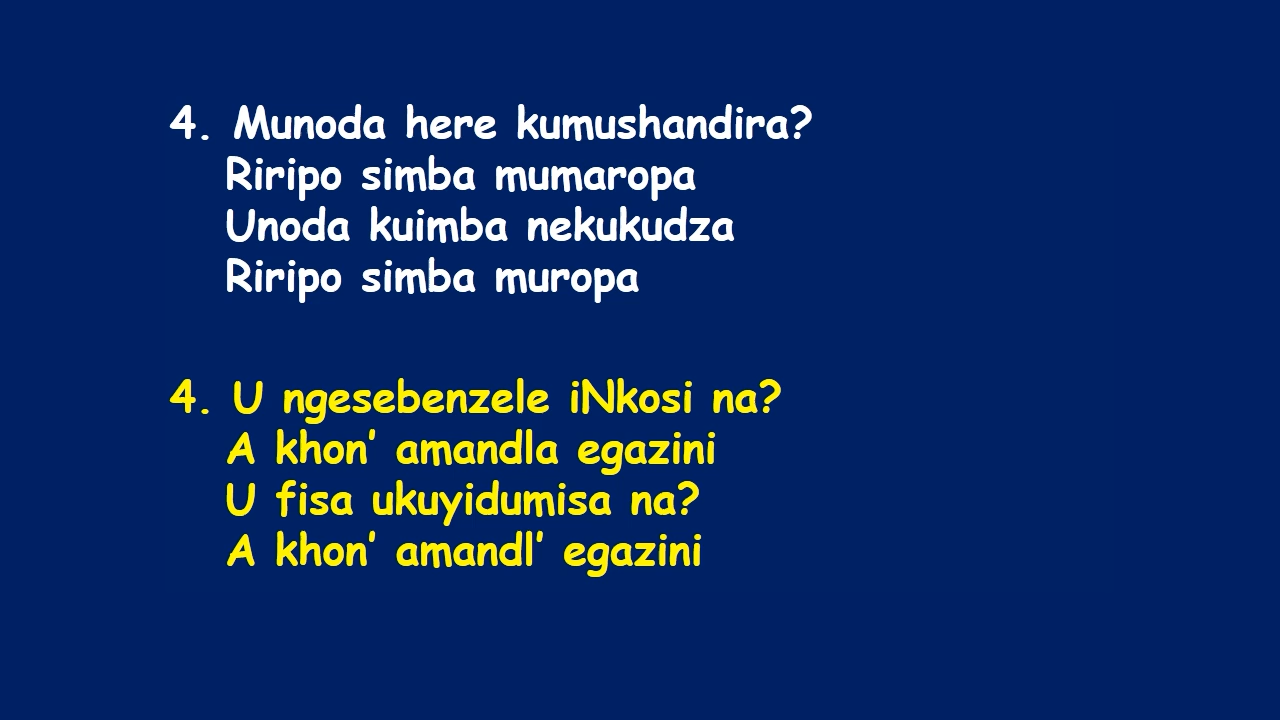 4. Munoda here kumushandira?
Riripo simba mumaropa
Unoda kuimba nekukudza
Riripo simba muropa
4. U ngesebenzele iNkosi na?
A khon’ amandla egazini
U fisa ukuyidumisa na?
A khon’ amandl’ egazini